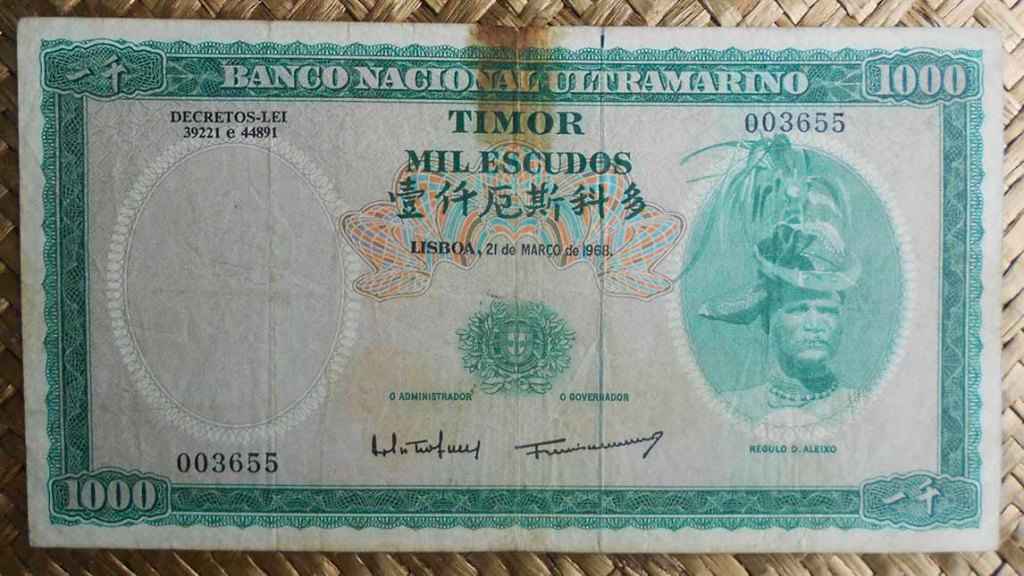 一千
BANCO NACIONAL ULTRAMARINO
1000
DECRETOS-LEI
39221 e 44891
TIMOR
003655
MIL ESCUDOS
壹仟厄斯科多
LISBOA, 21 de MARÇO de 1968.
O ADMINISTRADOR
O GOVERNADOR
RÉGULO D. ALEIXO
003655
1000
一千